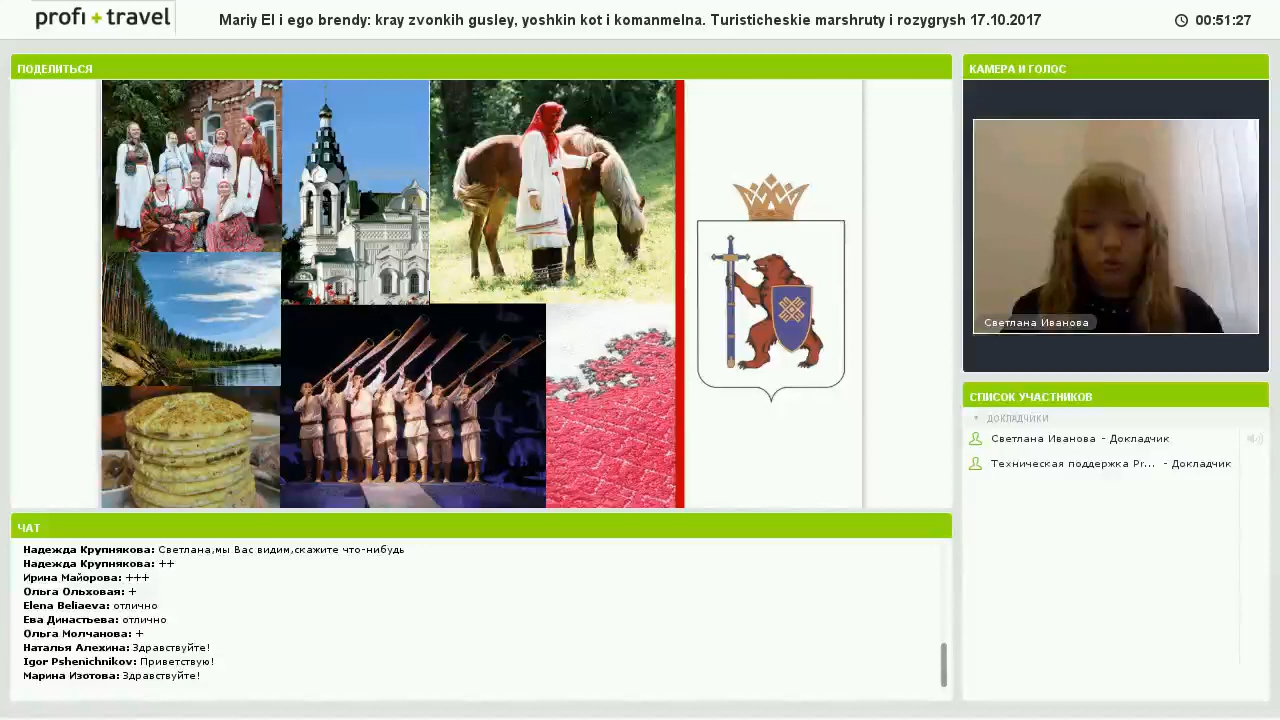 profi + travel
Mariy El i ego brendy: kray zvonkih gusley, yoshkin kot i komanmelna. Turisticheskie marshruty i rozygrysh 17.10.2017
00:51:27
ПОДЕЛИТЬСЯ
КАМЕРА И ГОЛОС
Светлана Иванова
СПИСОК УЧАСТНИКОВ
ДОКЛАДЧИКИ
Светлана Иванова - Докладчик
Техническая поддержка Pr... - Докладчик
ЧАТ
Надежда Крупнякова: Светлана,мы Вас видим,скажите что-нибудь
Надежда Крупнякова: ++
Ирина Майорова: +++
Ольга Ольховая: +
Elena Beliaeva: отлично
Ева Династьева: отлично
Ольга Молчанова: +
Наталья Алехина: Здравствуйте!
Igor Pshenichnikov: Приветствую!
Марина Изотова: Здравствуйте!